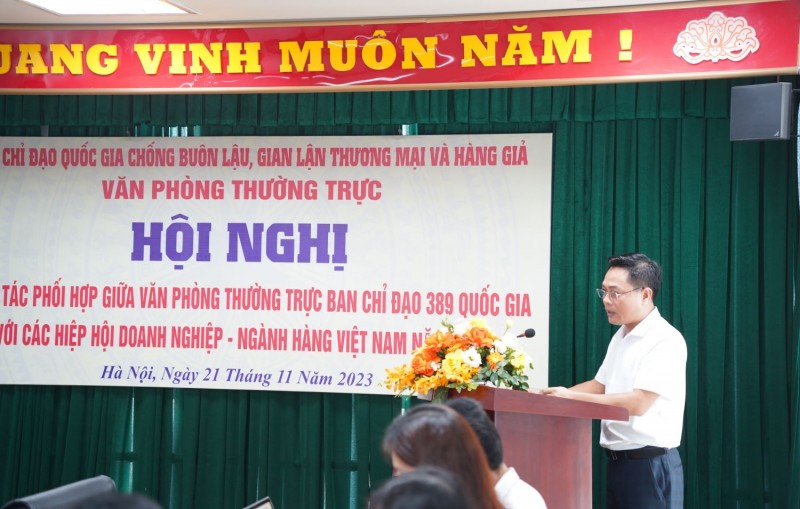 UANG VINH MUÔN NĂM !
CHỈ ĐẠO QUỐC GIA CHỐNG BUÔN LẬU, GIAN LẬN THƯƠNG MẠI VÀ HÀNG GIẢ
VĂN PHÒNG THƯỜNG TRỰC
HỘI NGHỊ
TÁC PHỐI HỢP GIỮA VĂN PHÒNG THƯỜNG TRỰC BAN CHỈ ĐẠO 389 QUỐC GIA
VỚI CÁC HIỆP HỘI DOANH NGHIỆP - NGÀNH HÀNG VIỆT NAM
Hà Nội, Ngày 21 Tháng 11 Năm 2023